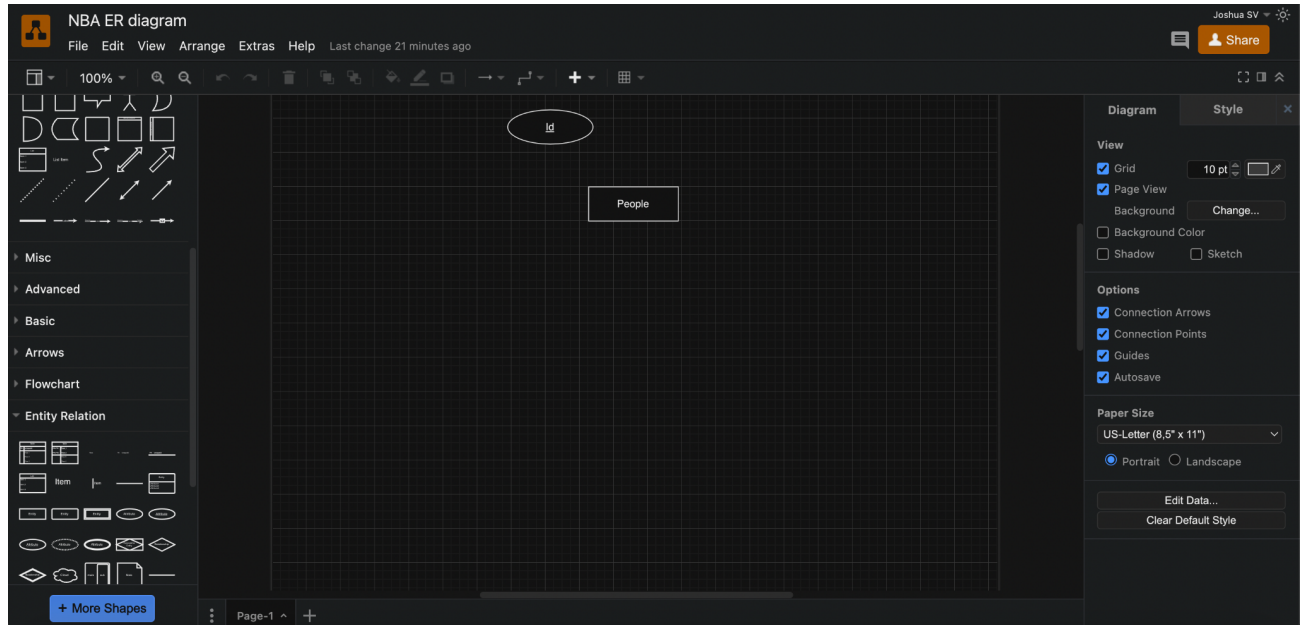 NBA ER diagram
Joshua SV
File Edit View Arrange Extras Help Last change 21 minutes ago
Share
100%
Diagram Style
Id
View
Grid 10 pt
List Item
Page View
People
Background Change...
Background Color
Shadow Sketch
Misc
Advanced
Options
Basic
Connection Arrows
Connection Points
Arrows
Guides
Flowchart
Autosave
Entity Relation
Paper Size
US-Letter (8,5" x 11")
Portrait Landscape
Item
Edit Data...
Clear Default Style
+ More Shapes
Page-1